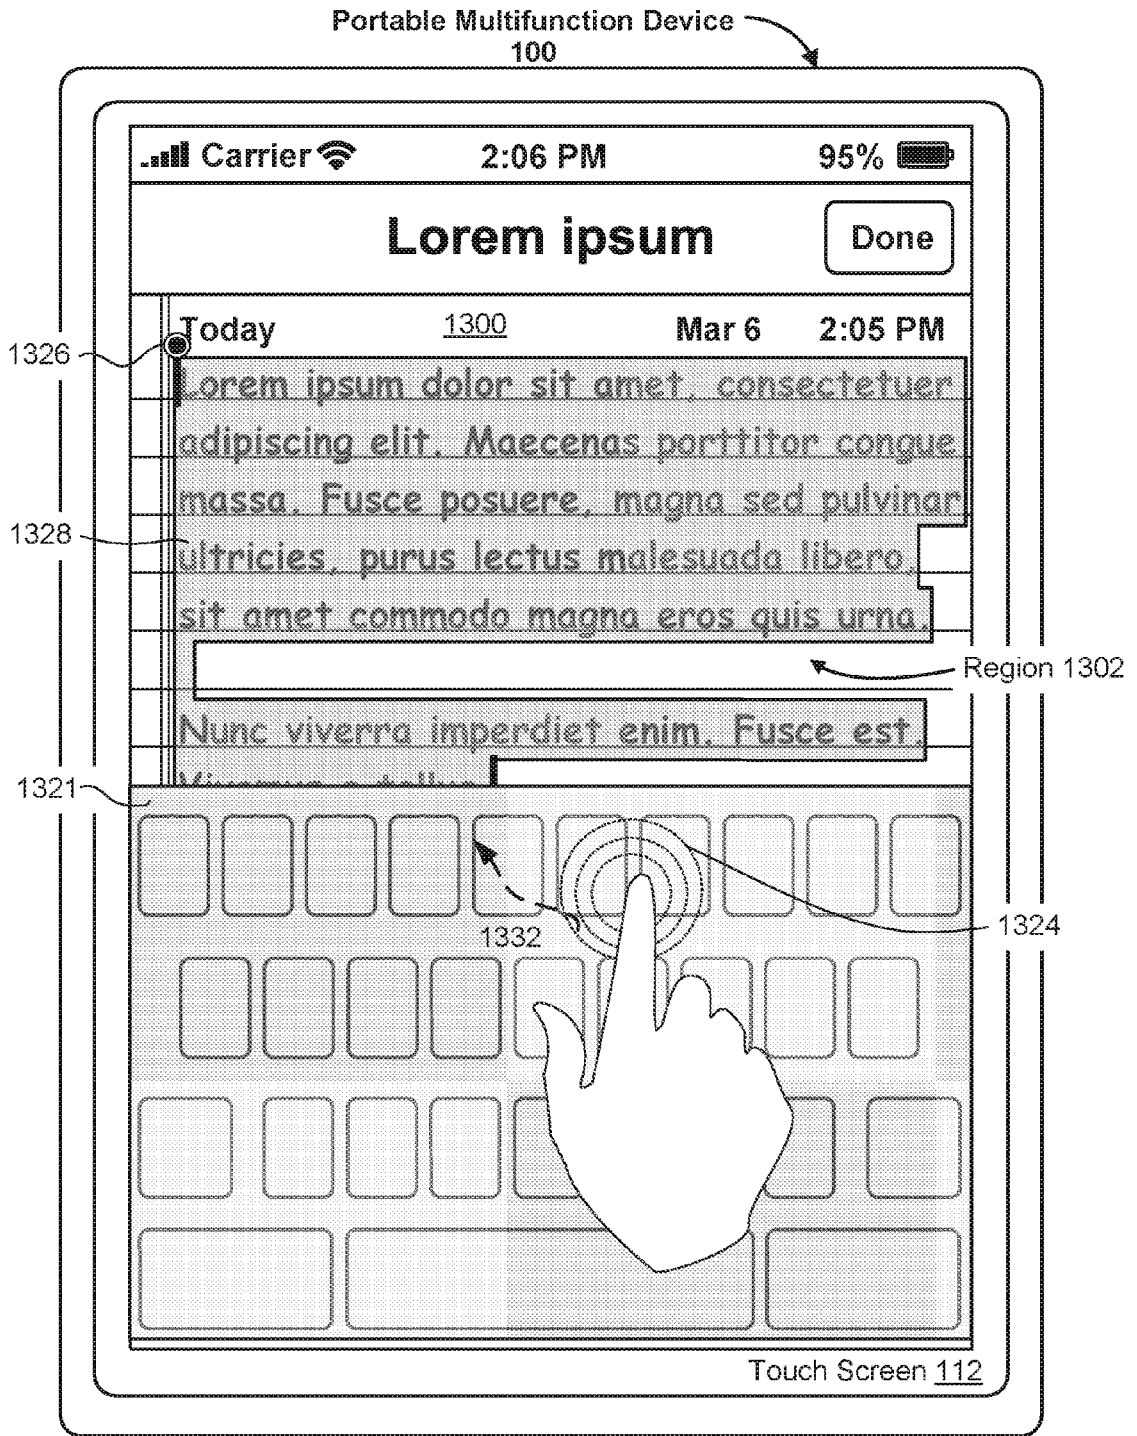 Portable Multifunction Device
100
Carrier 2:06 PM 95%
Lorem ipsum Done
Today 1300 Mar 6 2:05 PM
1326
Lorem ipsum dolor sit amet, consectetuer
adipiscing elit. Maecenas porttitor congue
massa. Fusce posuere, magna sed pulvinar
1328
ultricies, purus lectus malesuada libero,
sit amet commodo magna eros quis urna.
Region 1302
Nunc viverra imperdiet enim. Fusce est.
1321
1332
1324
Touch Screen 112